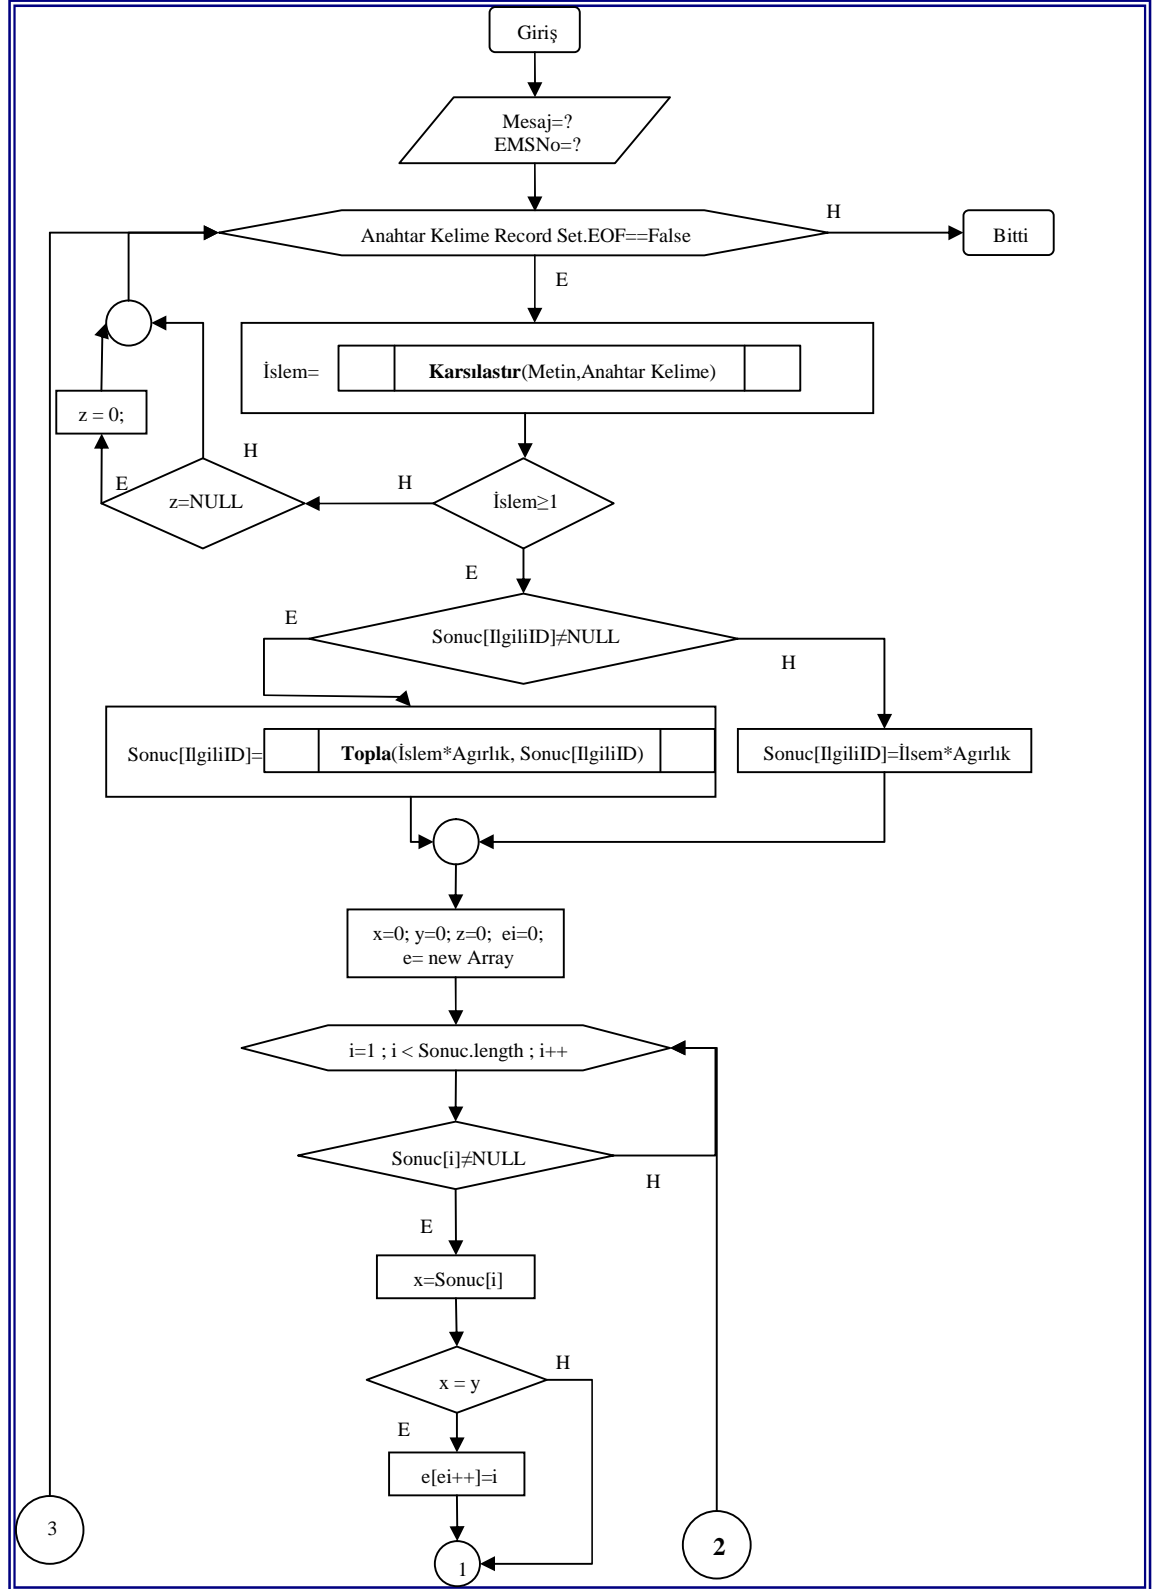 Giriş
Mesaj=?
EMSNo=?
H
Anahtar Kelime Record Set.EOF==False
Bitti
E
İslem=
Karsılastır(Metin,Anahtar Kelime)
z = 0;
H
E
z=NULL
H
İslem≥1
E
E
Sonuc[IlgiliID]≠NULL
H
Sonuc[IlgiliID]=
Topla(İslem*Agırlık, Sonuc[IlgiliID)
Sonuc[IlgiliID]=İlsem*Agırlık
x=0; y=0; z=0; ei=0;
e= new Array
i=1 ; i < Sonuc.length ; i++
Sonuc[i]≠NULL
H
E
x=Sonuc[i]
H
x = y
E
e[ei++]=i
3
2
1